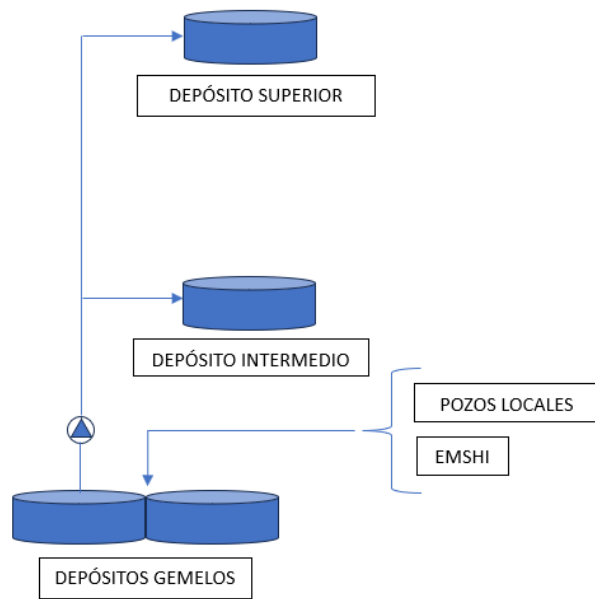 DEPÓSITO SUPERIOR
DEPÓSITO INTERMEDIO
POZOS LOCALES
EMSHI
DEPÓSITOS GEMELOS